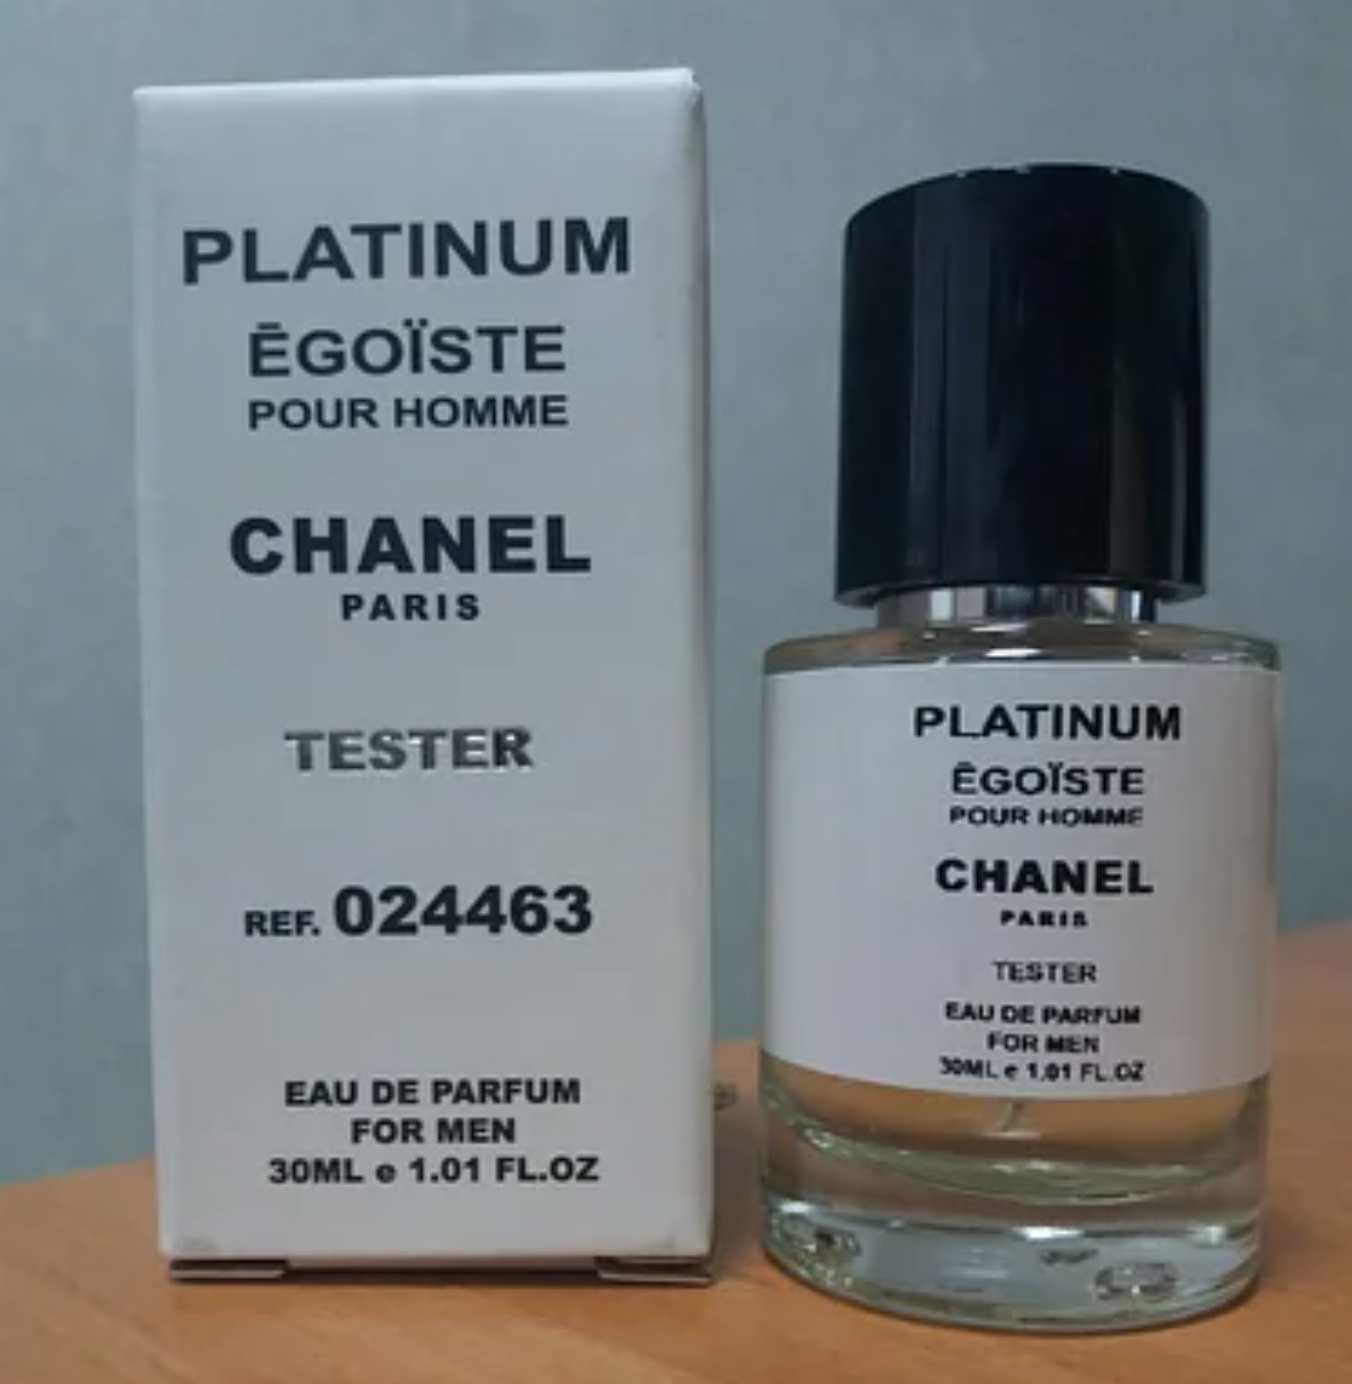 PLATINUM
ĒGOÏSTE
POUR HOMME
CHANEL
PARIS
TESTER
REF. 024463
EAU DE PARFUM
FOR MEN
30ML e 1.01 FL.OZ
PLATINUM
ĒGOÏSTE
POUR HOMME
CHANEL
PARIS
TESTER
EAU DE PARFUM
FOR MEN
30ML e 1.01 FL.OZ